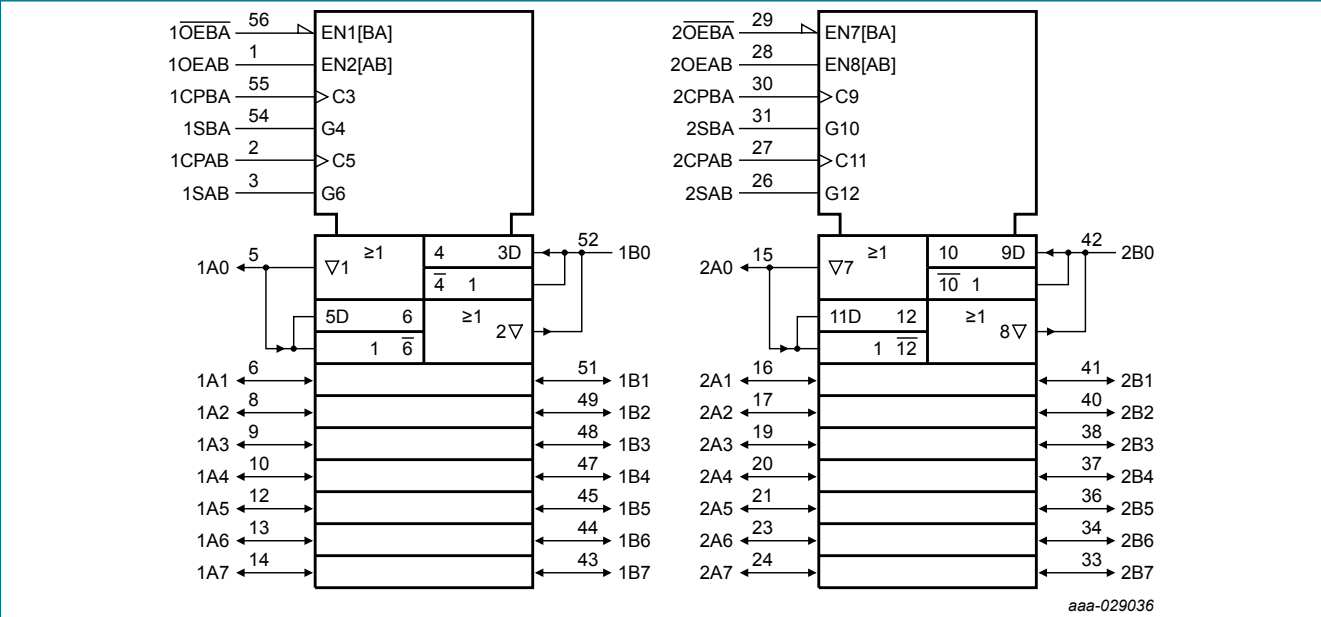 1O̅E̅B̅A̅ 56 EN1[BA]
1OEAB 1 EN2[AB]
1CPBA 55 C3
1SBA 54 G4
1CPAB 2 C5
1SAB 3 G6
1A0 5 ▽1 ≥1 4 3D 52 1B0
4̅ 1
5D 6 ≥1 2▽
1 6̅
1A1 6 51 1B1
1A2 8 49 1B2
1A3 9 48 1B3
1A4 10 47 1B4
1A5 12 45 1B5
1A6 13 44 1B6
1A7 14 43 1B7
2O̅E̅B̅A̅ 29 EN7[BA]
2OEAB 28 EN8[AB]
2CPBA 30 C9
2SBA 31 G10
2CPAB 27 C11
2SAB 26 G12
2A0 15 ▽7 ≥1 10 9D 42 2B0
1̅0̅ 1
11D 12 ≥1 8▽
1 1̅2̅
2A1 16 41 2B1
2A2 17 40 2B2
2A3 19 38 2B3
2A4 20 37 2B4
2A5 21 36 2B5
2A6 23 34 2B6
2A7 24 33 2B7
aaa-029036